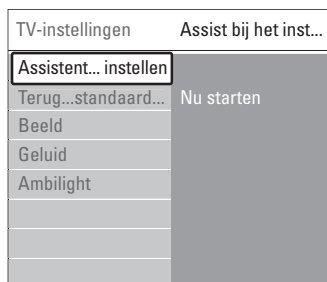 TV-instellingen
Assist bij het inst...
Assistent... instellen
Terug...standaard...
Nu starten
Beeld
Geluid
Ambilight